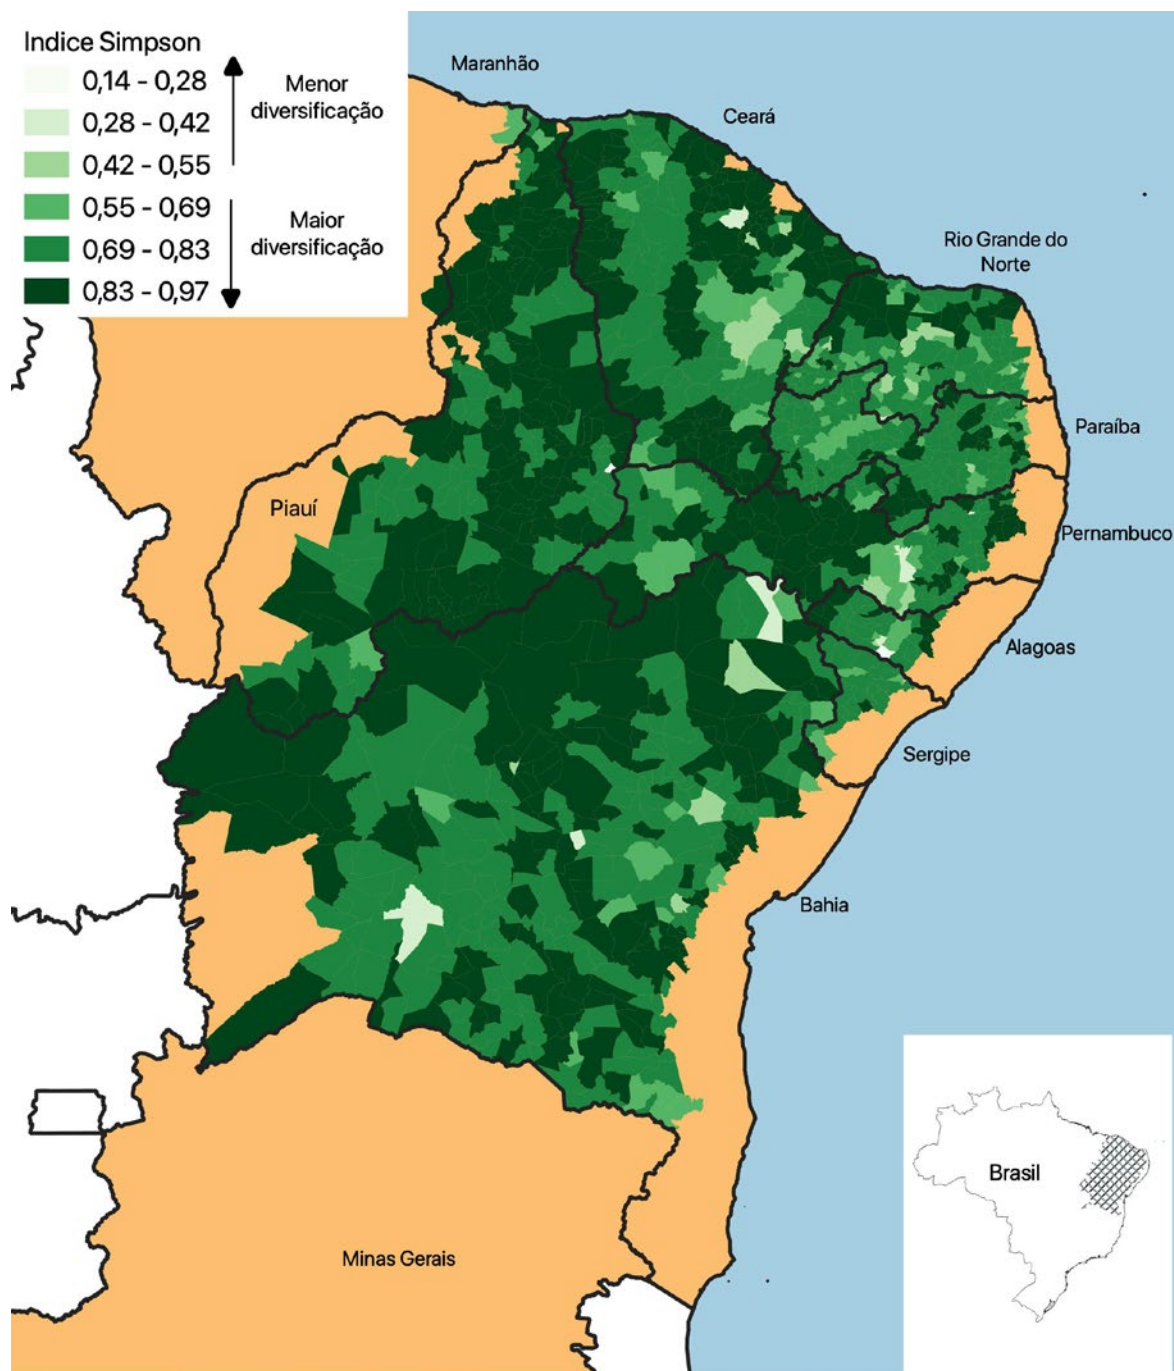 Indice Simpson
0,14 - 0,28
0,28 - 0,42
0,42 - 0,55
0,55 - 0,69
0,69 - 0,83
0,83 - 0,97
Menor
diversificação
Maior
diversificação
Maranhão
Ceará
Rio Grande do
Norte
Paraíba
Piauí
Pernambuco
Alagoas
Sergipe
Bahia
Minas Gerais
Brasil